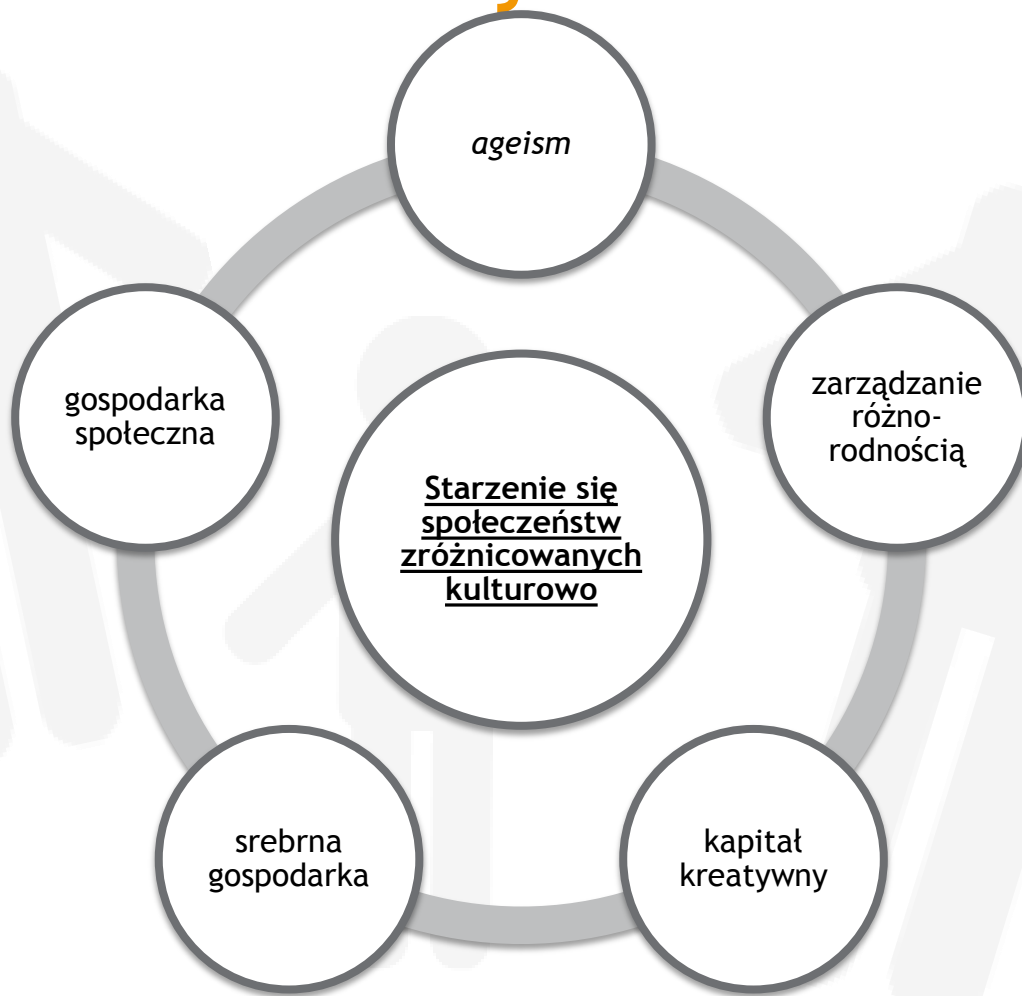 ageism
zarządzanie
różno-
rodnością
kapitał
kreatywny
srebrna
gospodarka
gospodarka
społeczna
Starzenie się
społeczeństw
zróżnicowanych
kulturowo